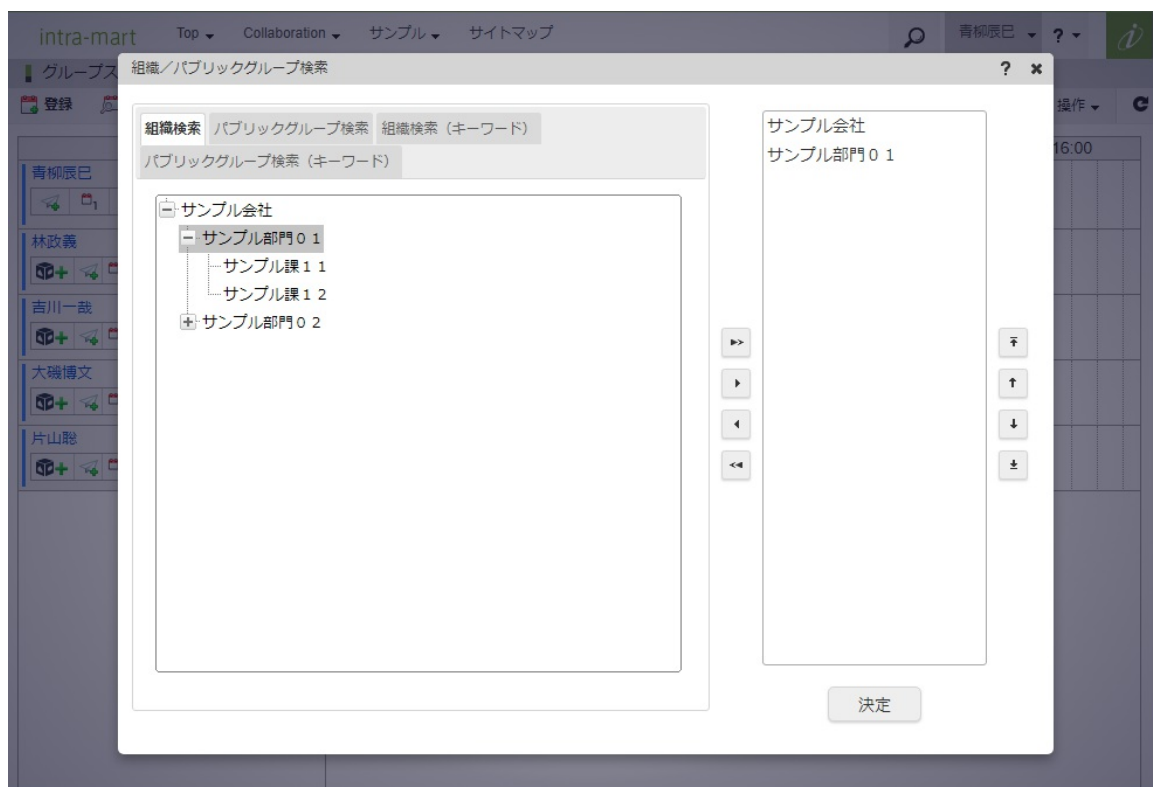 intra-mart Top Collaboration サンプル サイトマップ 青柳辰巳 ?
グループス
組織／パブリックグループ検索 ?
登録
操作
組織検索 パブリックグループ検索 組織検索（キーワード）
パブリックグループ検索（キーワード）
サンプル会社
サンプル部門０１
サンプル課１１
サンプル課１２
サンプル部門０２
サンプル会社
サンプル部門０１
決定
16:00
青柳辰巳
1
林政義
吉川一哉
大磯博文
片山聡